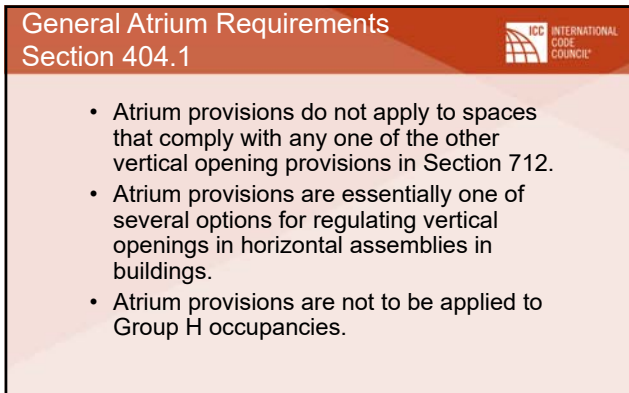 General Atrium Requirements
Section 404.1
ICC INTERNATIONAL
CODE
COUNCIL®
• Atrium provisions do not apply to spaces
that comply with any one of the other
vertical opening provisions in Section 712.
• Atrium provisions are essentially one of
several options for regulating vertical
openings in horizontal assemblies in
buildings.
• Atrium provisions are not to be applied to
Group H occupancies.